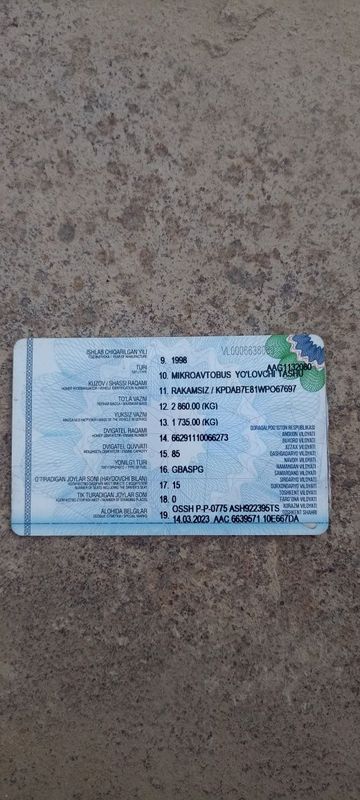 ISHLAB CHIQARILGAN YILI 9. 1998
AAG1132080
TURI 10. MIKROAVTOBUS YO'LOVCHI TASHU
KUZOV / SHASSI RAQAMI 11. RAKAMSIZ / KPDAB7E81WPO67697
TO'LA VAZNI 12. 2 860.00 (KG)
YUKSIZ VAZNI 13. 1 735.00 (KG)
DVIGATEL RAQAMI 14. 66291110066273
DVIGATEL QUVVATI 15. 85
YONILG'I TURI 16. GBASPG
O'TIRADIGAN JOYLAR SONI (HAYDOVCHI BILAN) 17. 15
TIK TURADIGAN JOYLAR SONI 18. 0
ALOHIDA BELGILAR 19. OSSH P-P-0775 ASH922395TS
14.03.2023 AAC 6639571 10E667DA
QORAQALPOG'ISTON RESPUBLIKASI
ANDIJON VILOYATI
BUXORO VILOYATI
JIZZAX VILOYATI
QASHQADARYO VILOYATI
NAVOIY VILOYATI
NAMANGAN VILOYATI
SAMARQAND VILOYATI
SIRDARYO VILOYATI
SURXONDARYO VILOYATI
TOSHKENT VILOYATI
FARG'ONA VILOYATI
XORAZM VILOYATI
TOSHKENT SHAHRI